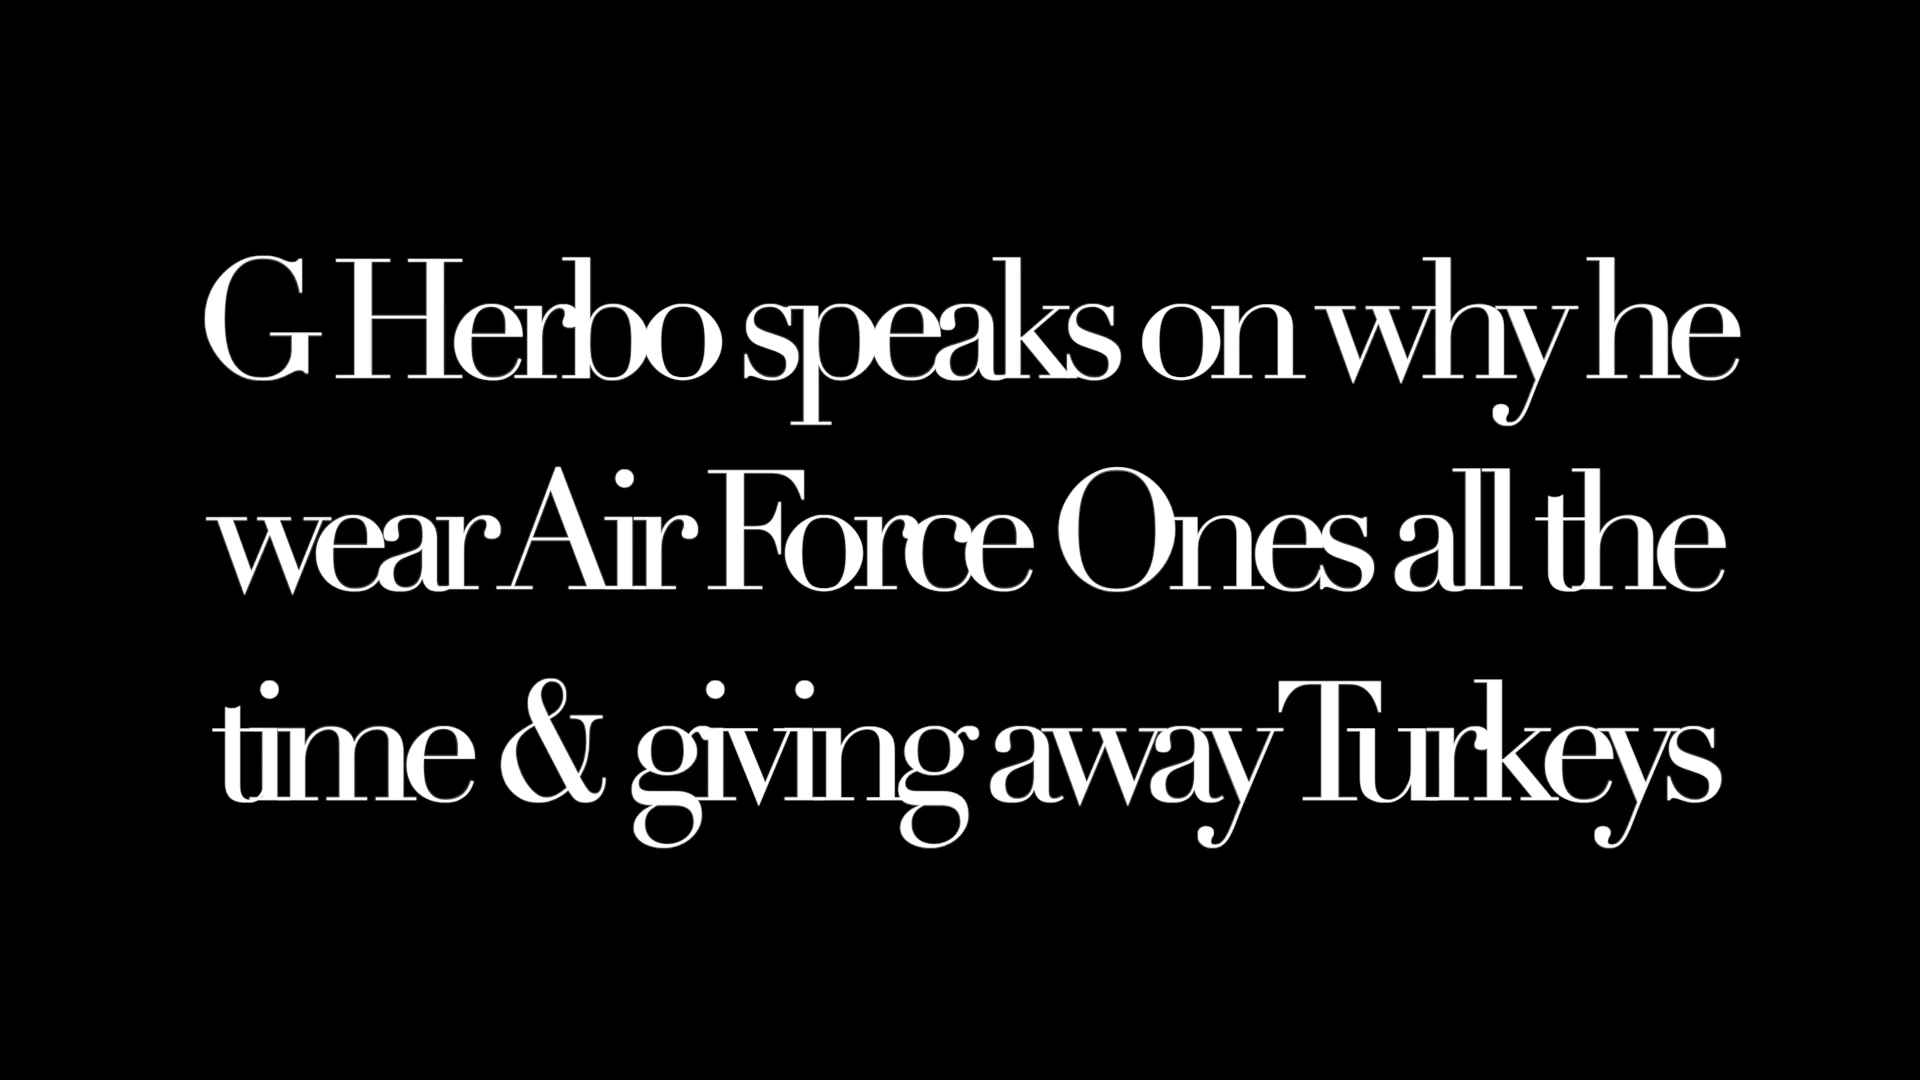 G Herbo speaks on why he
wear Air Force Ones all the
time & giving away Turkeys